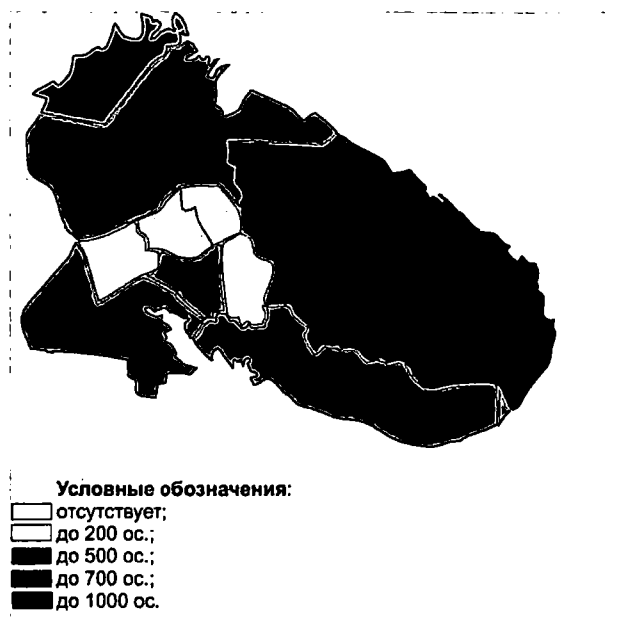 Условные обозначения:
отсутствует;
до 200 ос.;
до 500 ос.;
до 700 ос.;
до 1000 ос.